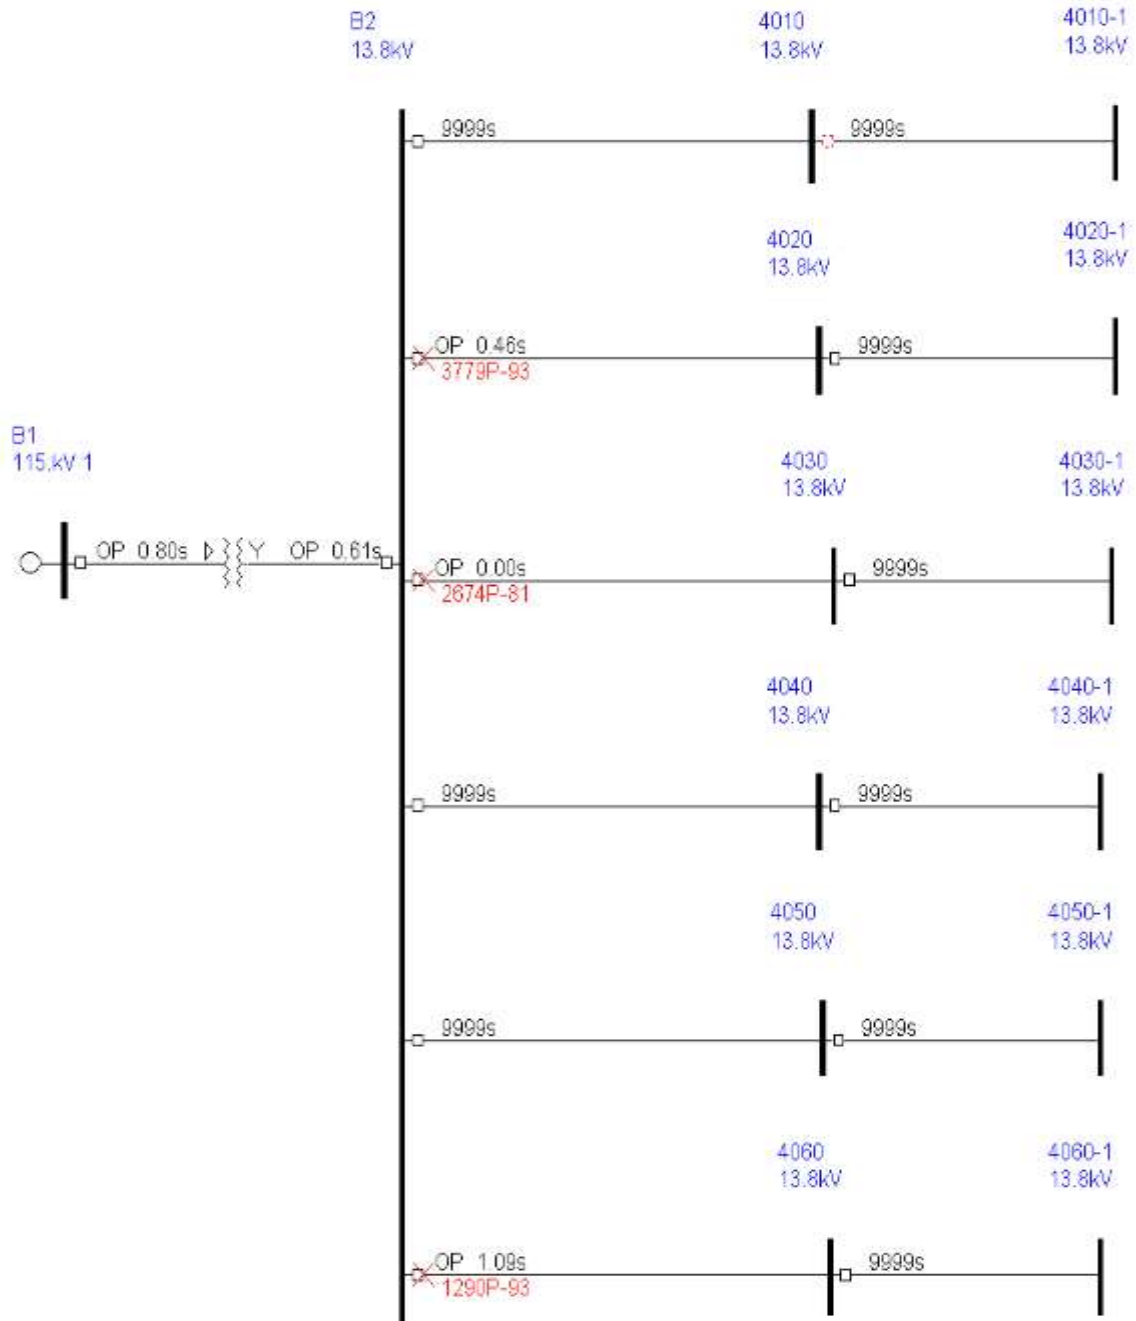 B2
13.8kV
4010
13.8kV
4010-1
13.8kV
9999s
9999s
4020
13.8kV
4020-1
13.8kV
OP 0.46s
3779P-93
9999s
B1
115.kV 1
4030
13.8kV
4030-1
13.8kV
OP 0.80s
Y
OP 0.61s
OP 0.00s
2674P-81
9999s
4040
13.8kV
4040-1
13.8kV
9999s
9999s
4050
13.8kV
4050-1
13.8kV
9999s
9999s
4060
13.8kV
4060-1
13.8kV
OP 1.09s
1290P-93
9999s